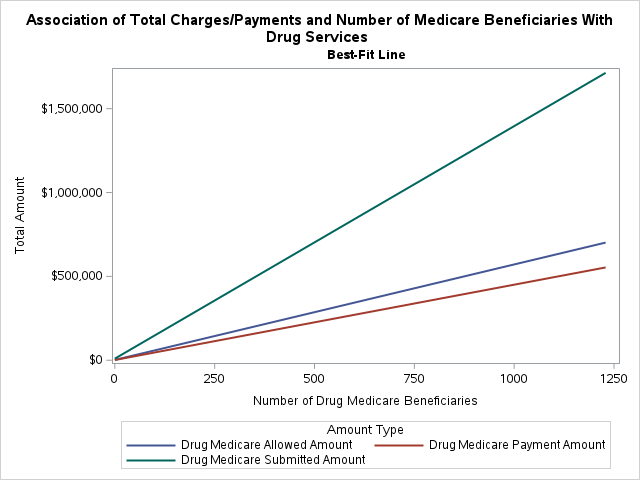 Association of Total Charges/Payments and Number of Medicare Beneficiaries With
Drug Services
Best-Fit Line
$1,500,000
$1,000,000
$500,000
$0
Total Amount
0 250 500 750 1000 1250
Number of Drug Medicare Beneficiaries
Amount Type
Drug Medicare Allowed Amount Drug Medicare Payment Amount
Drug Medicare Submitted Amount